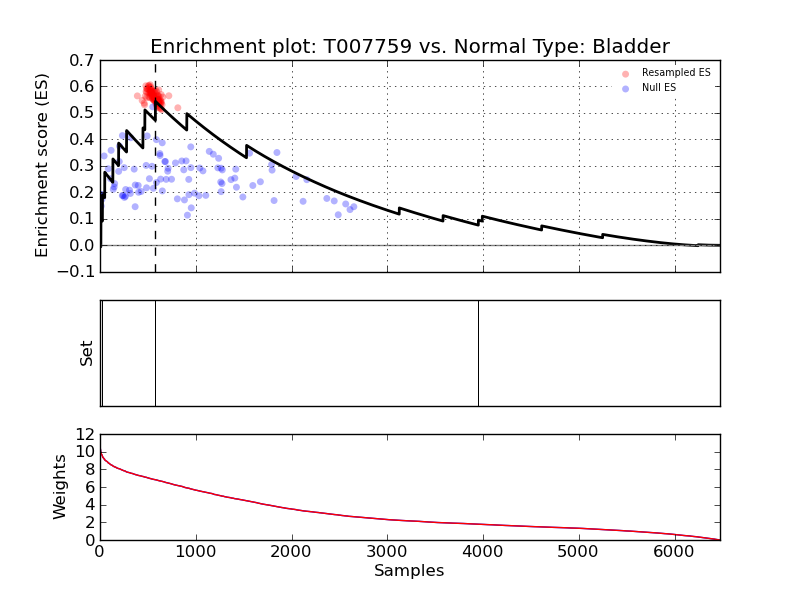 Enrichment plot: T007759 vs. Normal Type: Bladder
0.7
0.6
0.5
0.4
0.3
0.2
0.1
0.0
−0.1
Enrichment score (ES)
Resampled ES
Null ES
Set
12
10
8
6
4
2
0
Weights
0 1000 2000 3000 4000 5000 6000
Samples